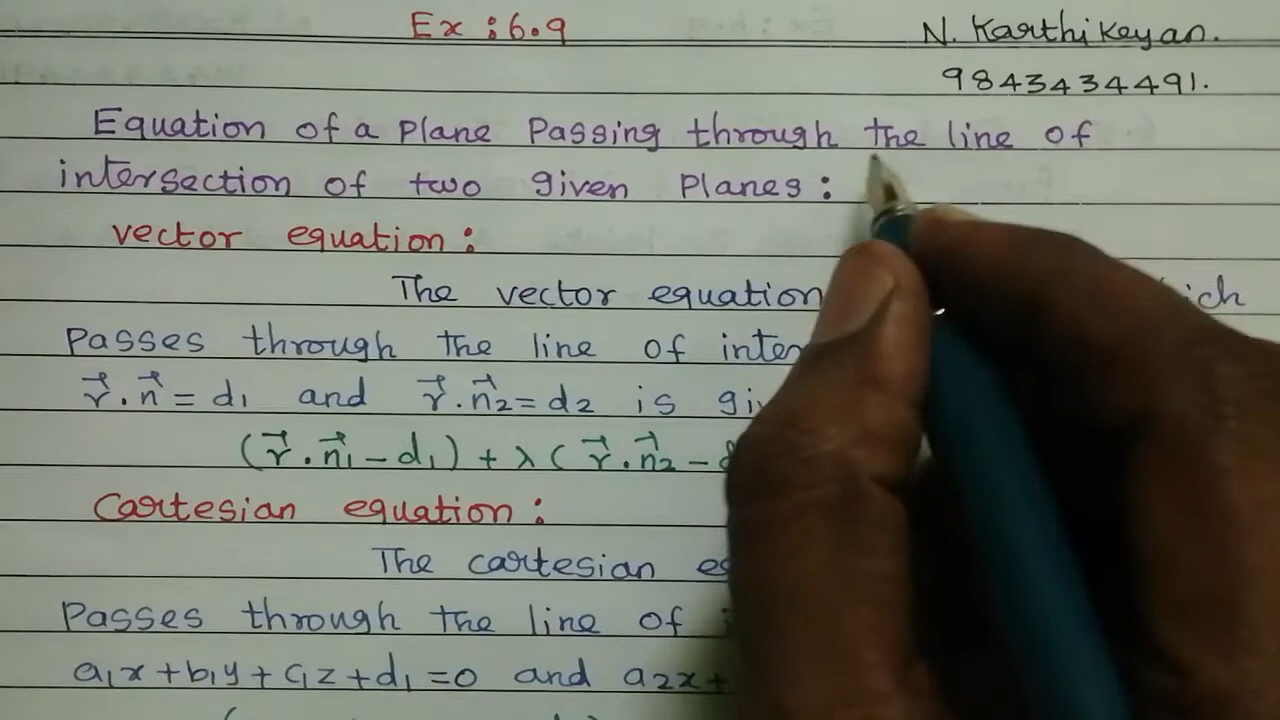 Ex : 6.9
N. Karthikeyan.
9843434491.
Equation of a plane passing through the line of
intersection of two given planes :
vector equation :
The vector equation
passes through the line of
r⃗.n⃗ = d₁ and r⃗.n⃗₂ = d₂ is
(r⃗.n⃗₁ - d₁) + λ( r⃗.n⃗₂ -
Cartesian equation :
The cartesian
passes through the line of
a₁x + b₁y + c₁z + d₁ = 0 and a₂x +